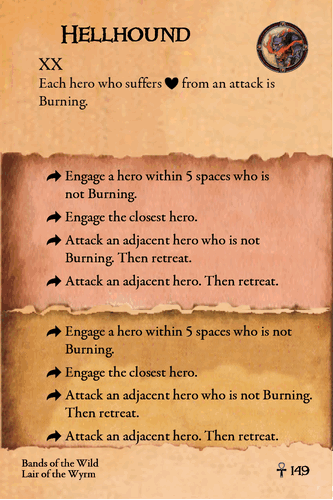 HELLHOUND
XX
Each hero who suffers ♥ from an attack is
Burning.
Engage a hero within 5 spaces who is
not Burning.
Engage the closest hero.
Attack an adjacent hero who is not
Burning. Then retreat.
Attack an adjacent hero. Then retreat.
Engage a hero within 5 spaces who is not
Burning.
Engage the closest hero.
Attack an adjacent hero who is not Burning.
Then retreat.
Attack an adjacent hero. Then retreat.
Bands of the Wild
Lair of the Wyrm
☥ 149